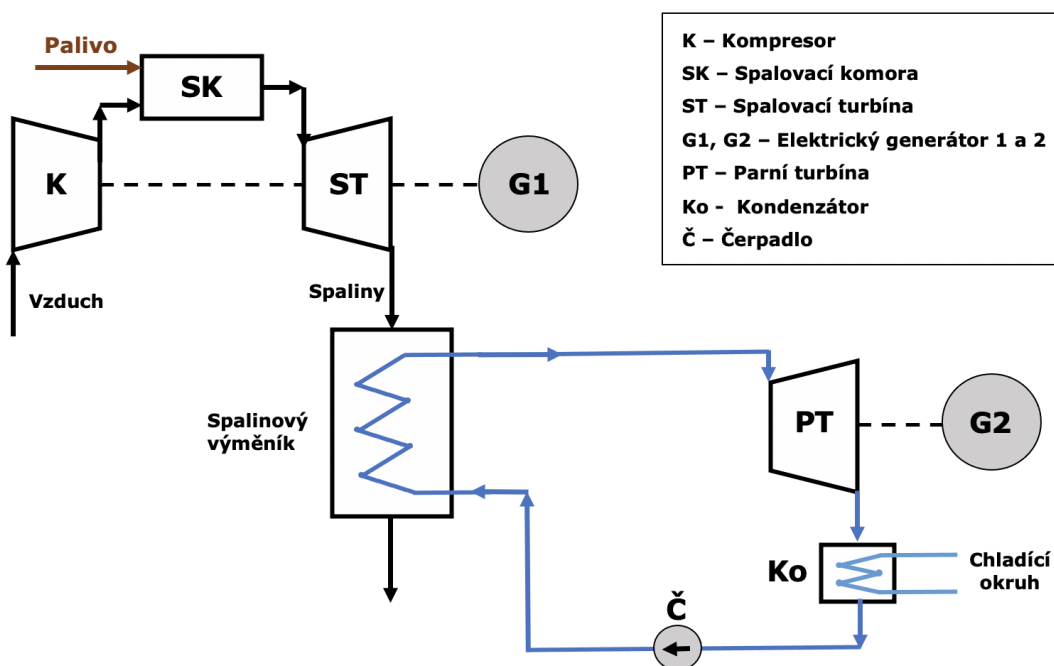 Palivo
SK
K
ST
G1
Vzduch
Spaliny
Spalinový
výměník
PT
G2
Ko
Chladící
okruh
Č
K – Kompresor
SK – Spalovací komora
ST – Spalovací turbína
G1, G2 – Elektrický generátor 1 a 2
PT – Parní turbína
Ko - Kondenzátor
Č – Čerpadlo